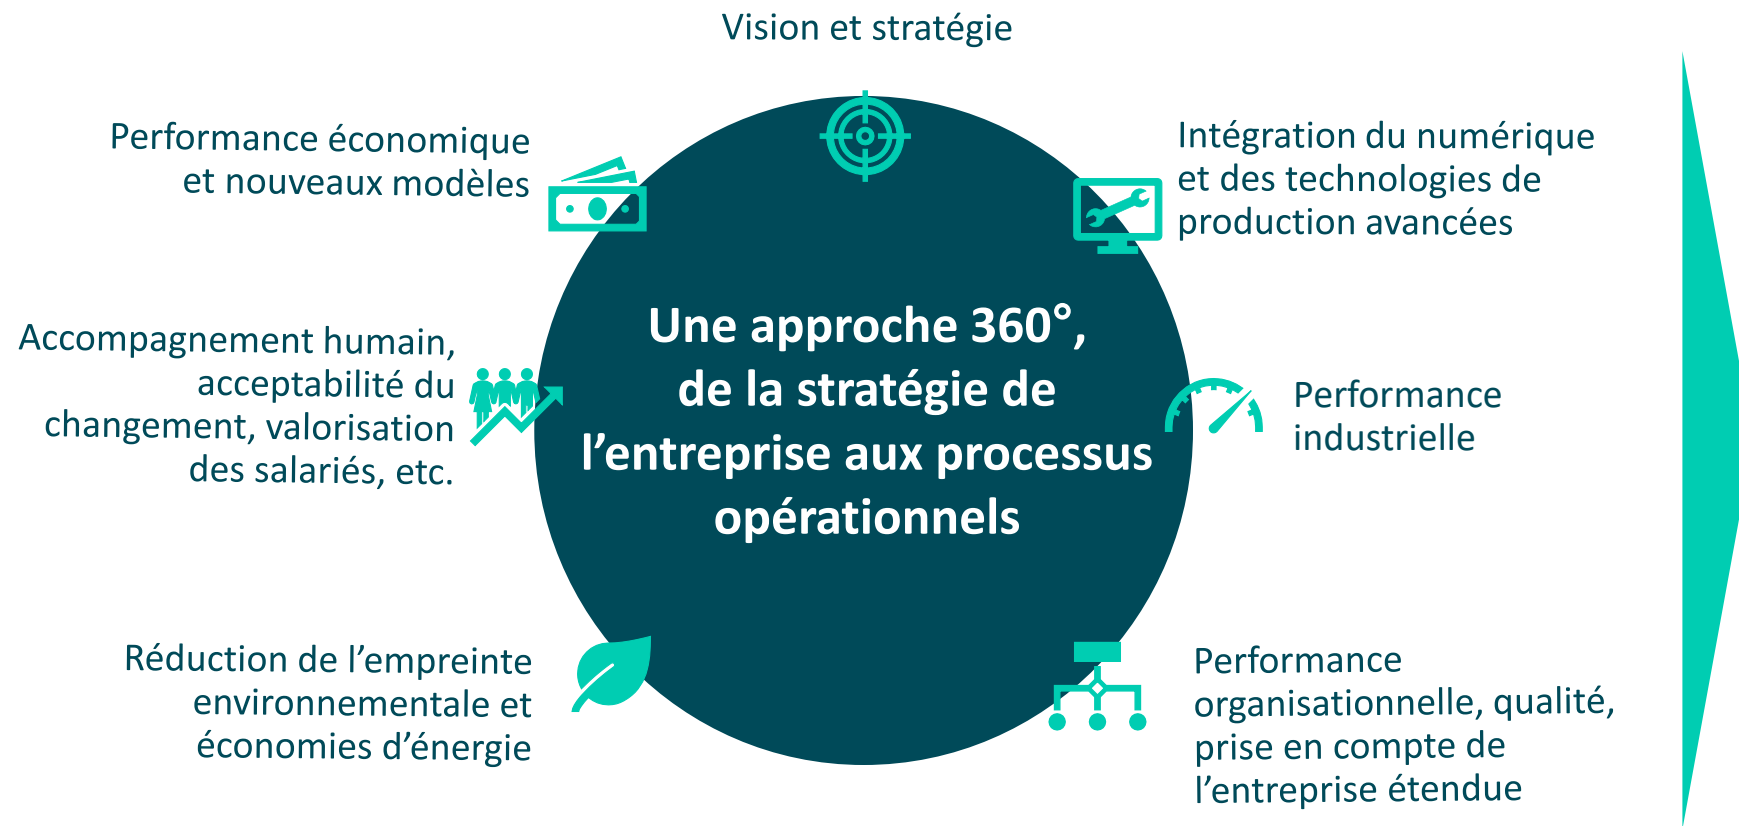 Vision et stratégie
Performance économique
et nouveaux modèles
Intégration du numérique
et des technologies de
production avancées
Accompagnement humain,
acceptabilité du
changement, valorisation
des salariés, etc.
Une approche 360°,
de la stratégie de
l’entreprise aux processus
opérationnels
Performance
industrielle
Réduction de l’empreinte
environnementale et
économies d’énergie
Performance
organisationnelle, qualité,
prise en compte de
l’entreprise étendue